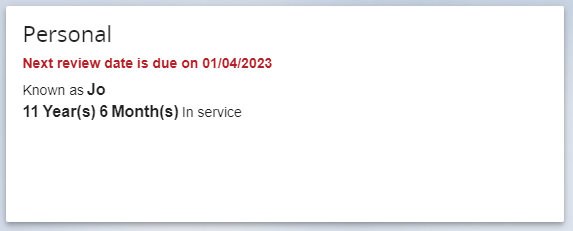 Personal
Next review date is due on 01/04/2023
Known as Jo
11 Year(s) 6 Month(s) In service